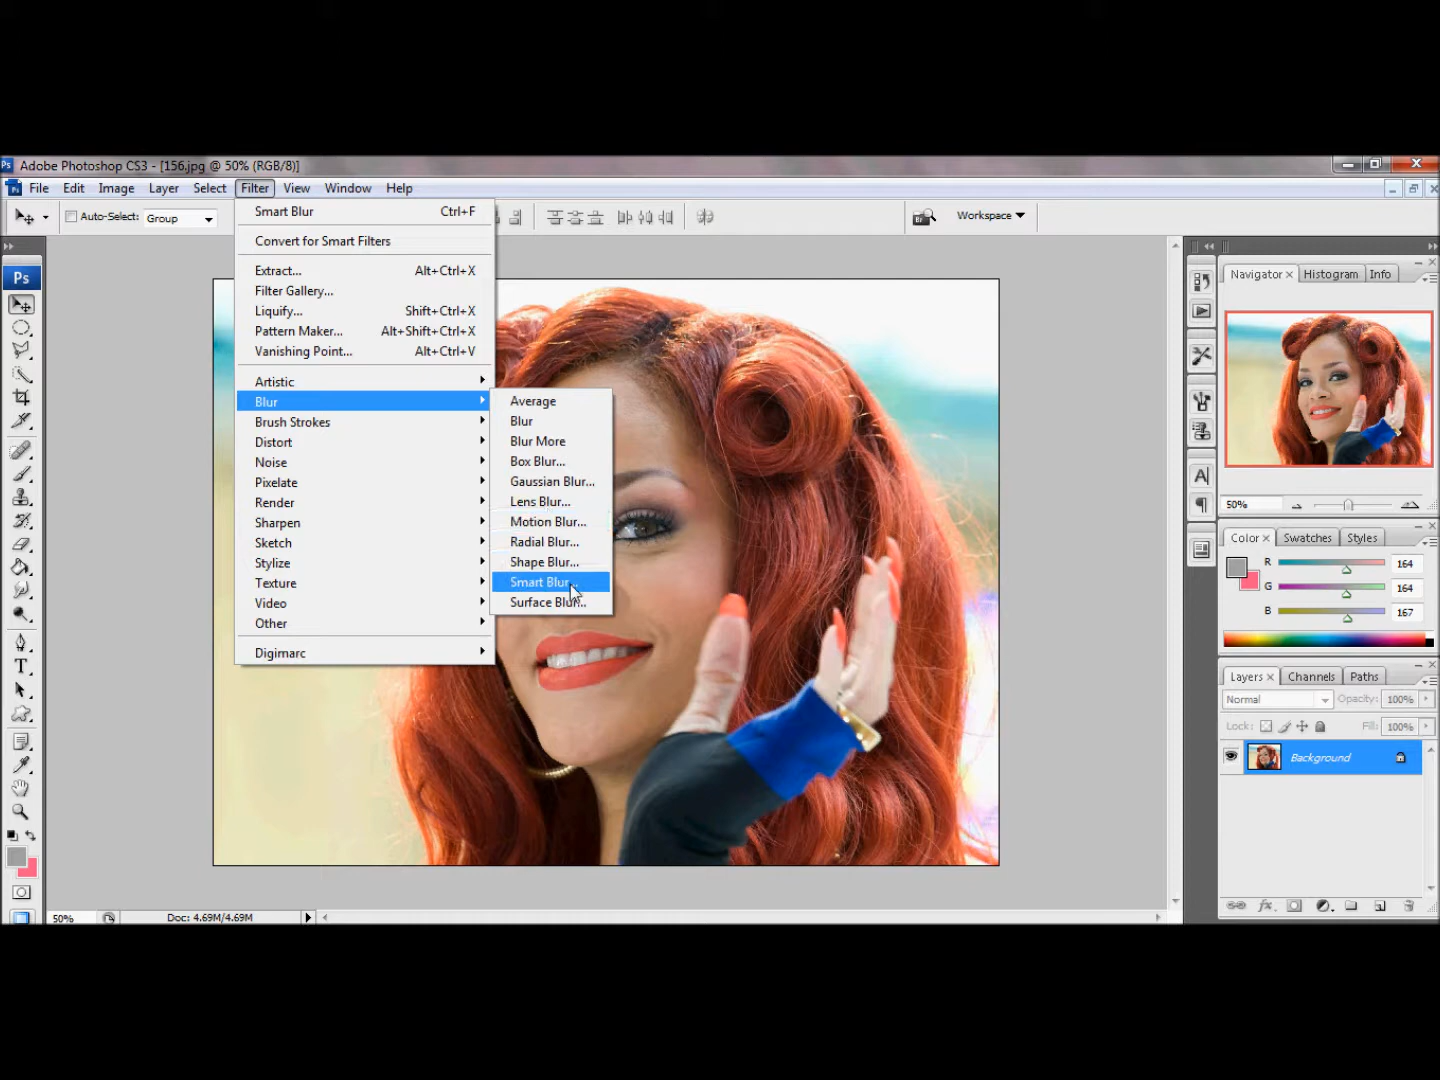 Ps Adobe Photoshop CS3 - [156.jpg @ 50% (RGB/8)]
File Edit Image Layer Select Filter View Window Help
Auto-Select: Group
Workspace
Smart Blur Ctrl+F
Convert for Smart Filters
Extract... Alt+Ctrl+X
Filter Gallery...
Liquify... Shift+Ctrl+X
Pattern Maker... Alt+Shift+Ctrl+X
Vanishing Point... Alt+Ctrl+V
Artistic
Blur
Brush Strokes
Distort
Noise
Pixelate
Render
Sharpen
Sketch
Stylize
Texture
Video
Other
Digimarc
Average
Blur
Blur More
Box Blur...
Gaussian Blur...
Lens Blur...
Motion Blur...
Radial Blur...
Shape Blur...
Smart Blur...
Surface Blur...
Ps
Navigator Histogram Info
50%
Color Swatches Styles
R 164
G 164
B 167
Layers Channels Paths
Normal Opacity: 100%
Lock: Fill: 100%
Background
50% Doc: 4.69M/4.69M